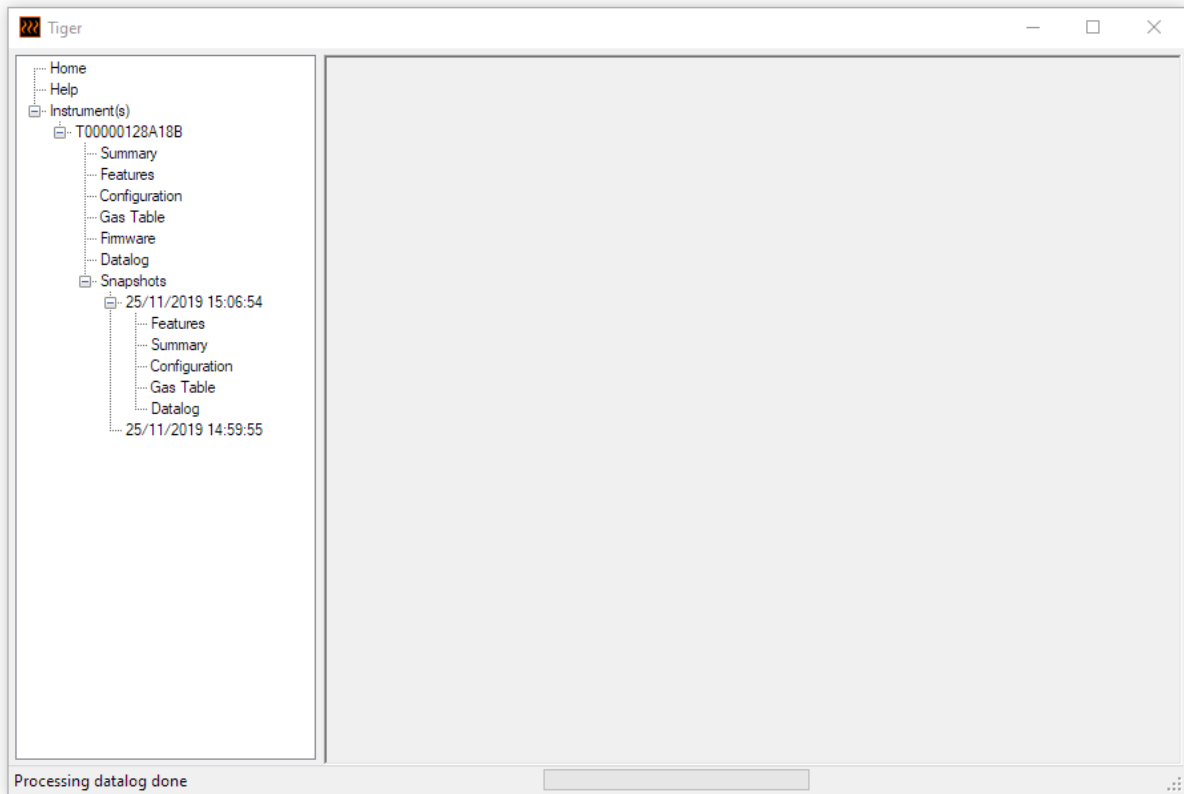 Tiger
Home
Help
Instrument(s)
T00000128A18B
Summary
Features
Configuration
Gas Table
Firmware
Datalog
Snapshots
25/11/2019 15:06:54
Features
Summary
Configuration
Gas Table
Datalog
25/11/2019 14:59:55
Processing datalog done